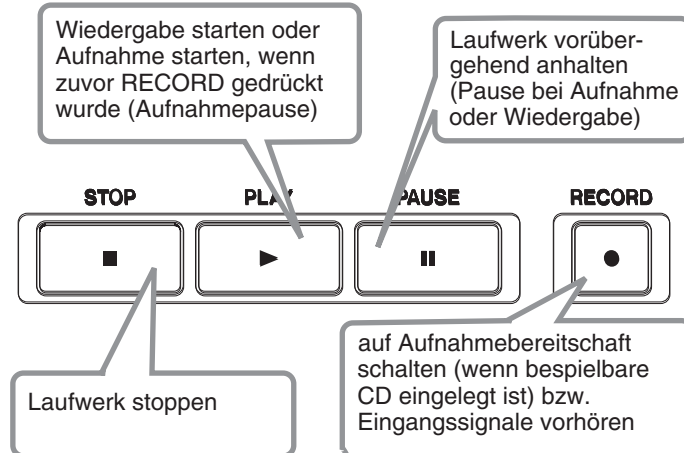 Wiedergabe starten oder
Aufnahme starten, wenn
zuvor RECORD gedrückt
wurde (Aufnahmepause)
Laufwerk vorüber-
gehend anhalten
(Pause bei Aufnahme
oder Wiedergabe)
STOP
PLAY
PAUSE
RECORD
Laufwerk stoppen
auf Aufnahmebereitschaft
schalten (wenn bespielbare
CD eingelegt ist) bzw.
Eingangssignale vorhören